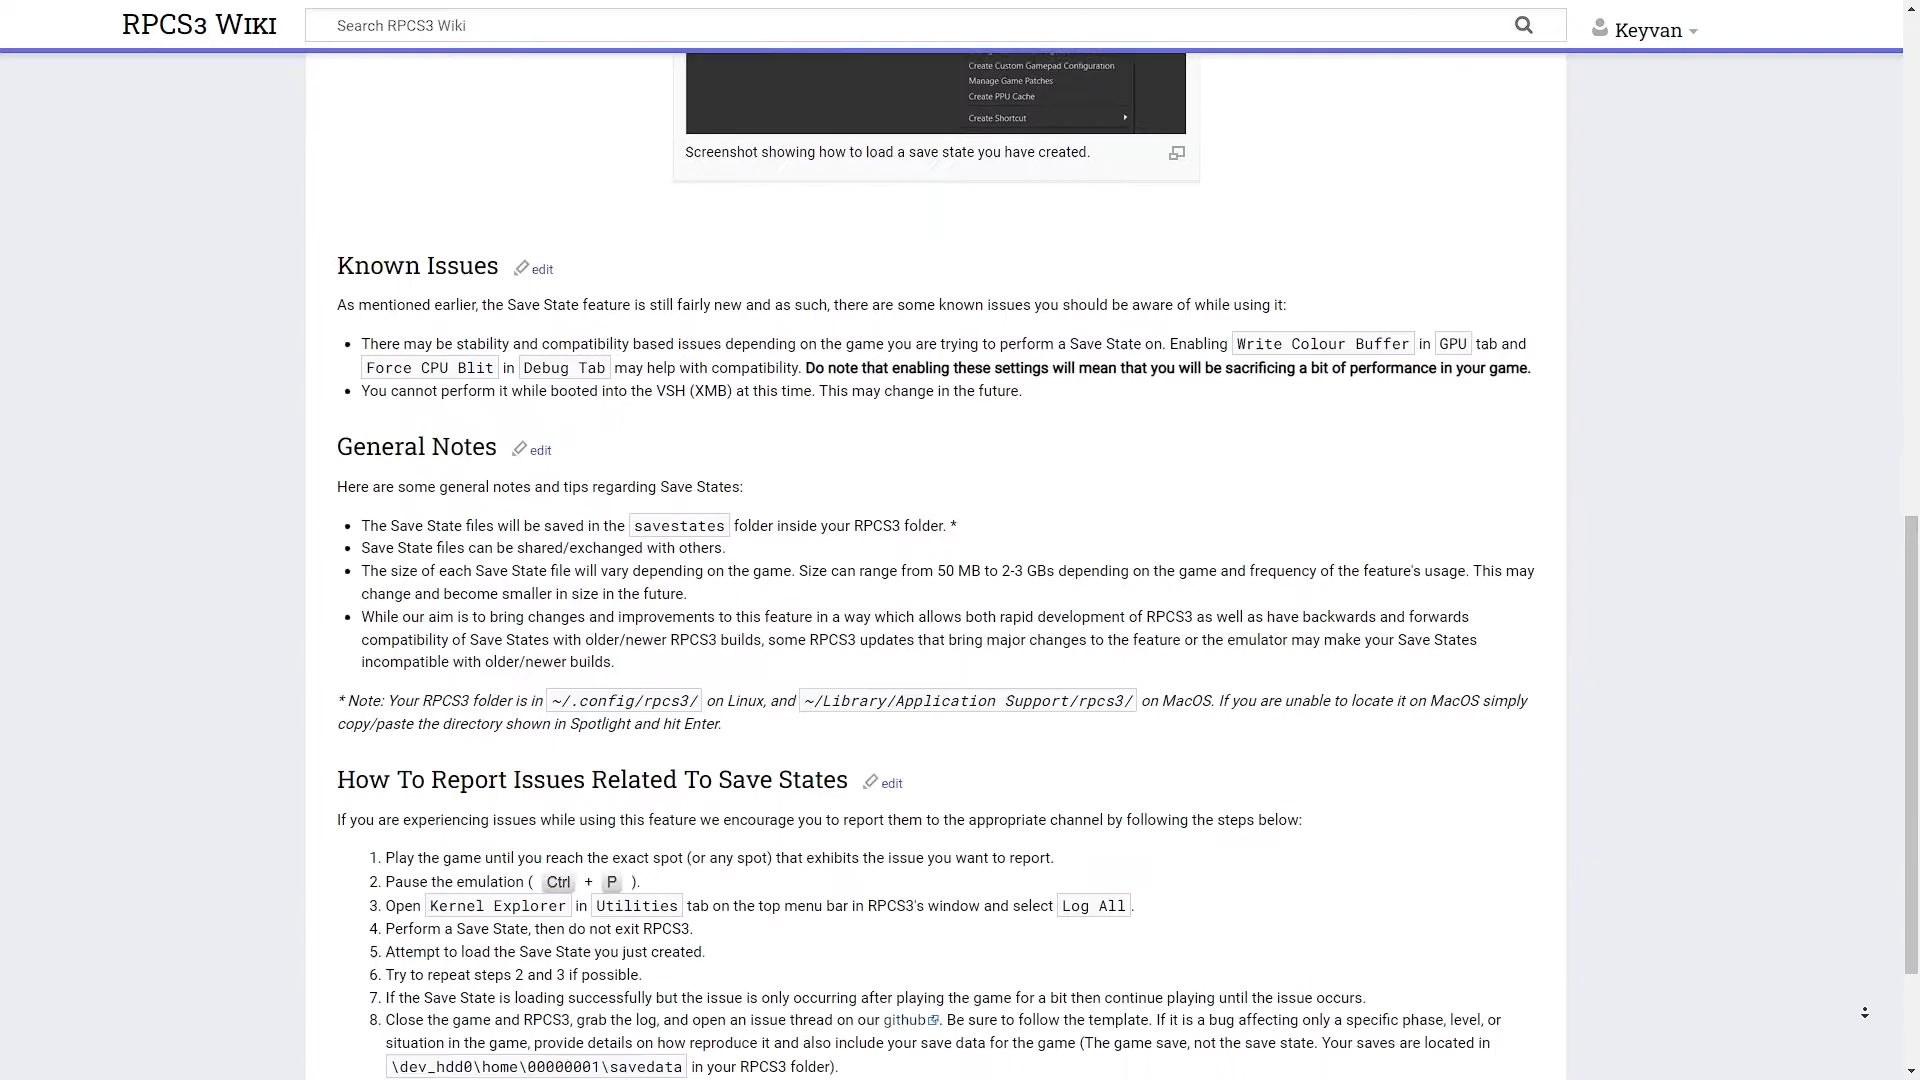 RPCS3 Wiki
Search RPCS3 Wiki
Keyvan
Create Custom Gamepad Configuration
Manage Game Patches
Create PPU Cache
Create Shortcut
Screenshot showing how to load a save state you have created.
Known Issues edit
As mentioned earlier, the Save State feature is still fairly new and as such, there are some known issues you should be aware of while using it:
• There may be stability and compatibility based issues depending on the game you are trying to perform a Save State on. Enabling Write Colour Buffer in GPU tab and
Force CPU Blit in Debug Tab may help with compatibility. Do note that enabling these settings will mean that you will be sacrificing a bit of performance in your game.
• You cannot perform it while booted into the VSH (XMB) at this time. This may change in the future.
General Notes edit
Here are some general notes and tips regarding Save States:
• The Save State files will be saved in the savestates folder inside your RPCS3 folder. *
• Save State files can be shared/exchanged with others.
• The size of each Save State file will vary depending on the game. Size can range from 50 MB to 2-3 GBs depending on the game and frequency of the feature's usage. This may
change and become smaller in size in the future.
• While our aim is to bring changes and improvements to this feature in a way which allows both rapid development of RPCS3 as well as have backwards and forwards
compatibility of Save States with older/newer RPCS3 builds, some RPCS3 updates that bring major changes to the feature or the emulator may make your Save States
incompatible with older/newer builds.
* Note: Your RPCS3 folder is in ~/.config/rpcs3/ on Linux, and ~/Library/Application Support/rpcs3/ on MacOS. If you are unable to locate it on MacOS simply
copy/paste the directory shown in Spotlight and hit Enter.
How To Report Issues Related To Save States edit
If you are experiencing issues while using this feature we encourage you to report them to the appropriate channel by following the steps below:
1. Play the game until you reach the exact spot (or any spot) that exhibits the issue you want to report.
2. Pause the emulation ( Ctrl + P ).
3. Open Kernel Explorer in Utilities tab on the top menu bar in RPCS3's window and select Log All.
4. Perform a Save State, then do not exit RPCS3.
5. Attempt to load the Save State you just created.
6. Try to repeat steps 2 and 3 if possible.
7. If the Save State is loading successfully but the issue is only occurring after playing the game for a bit then continue playing until the issue occurs.
8. Close the game and RPCS3, grab the log, and open an issue thread on our github. Be sure to follow the template. If it is a bug affecting only a specific phase, level, or
situation in the game, provide details on how reproduce it and also include your save data for the game (The game save, not the save state. Your saves are located in
\dev_hdd0\home\00000001\savedata in your RPCS3 folder).